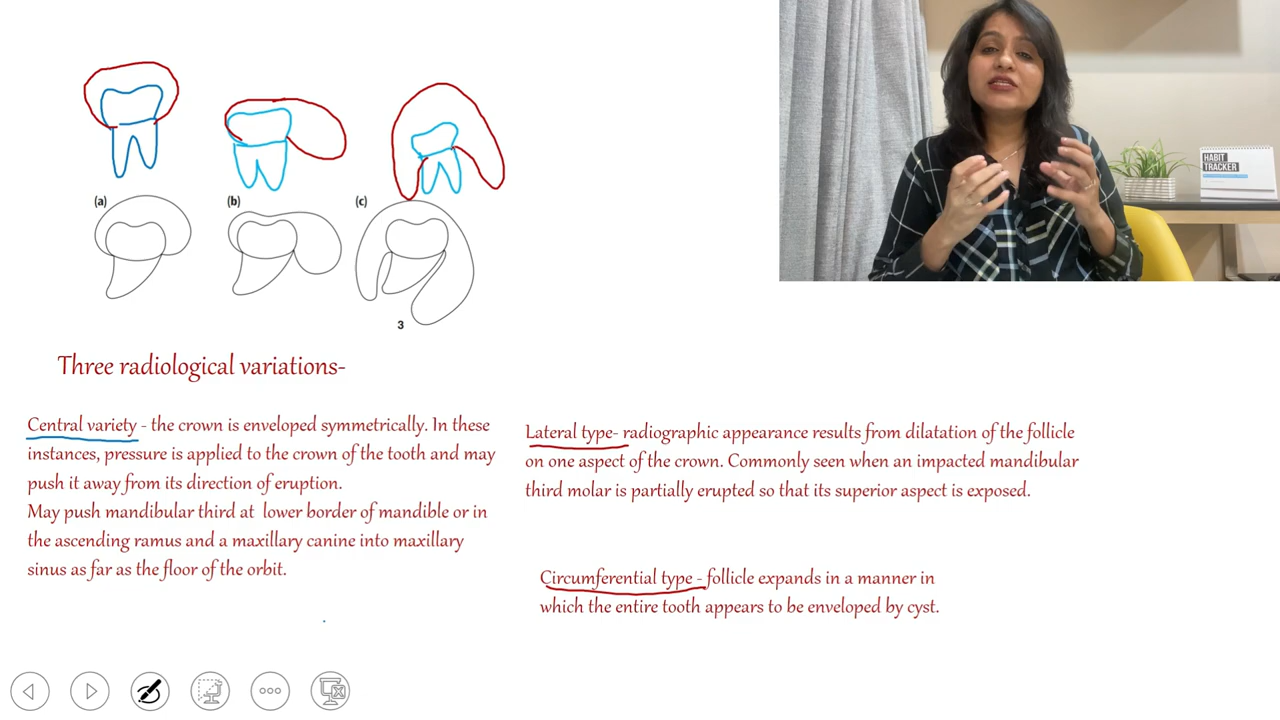 (a)
(b)
(c)
3
HABIT
TRACKER
Three radiological variations-
Central variety - the crown is enveloped symmetrically. In these
instances, pressure is applied to the crown of the tooth and may
push it away from its direction of eruption.
May push mandibular third at lower border of mandible or in
the ascending ramus and a maxillary canine into maxillary
sinus as far as the floor of the orbit.
Lateral type- radiographic appearance results from dilatation of the follicle
on one aspect of the crown. Commonly seen when an impacted mandibular
third molar is partially erupted so that its superior aspect is exposed.
Circumferential type - follicle expands in a manner in
which the entire tooth appears to be enveloped by cyst.